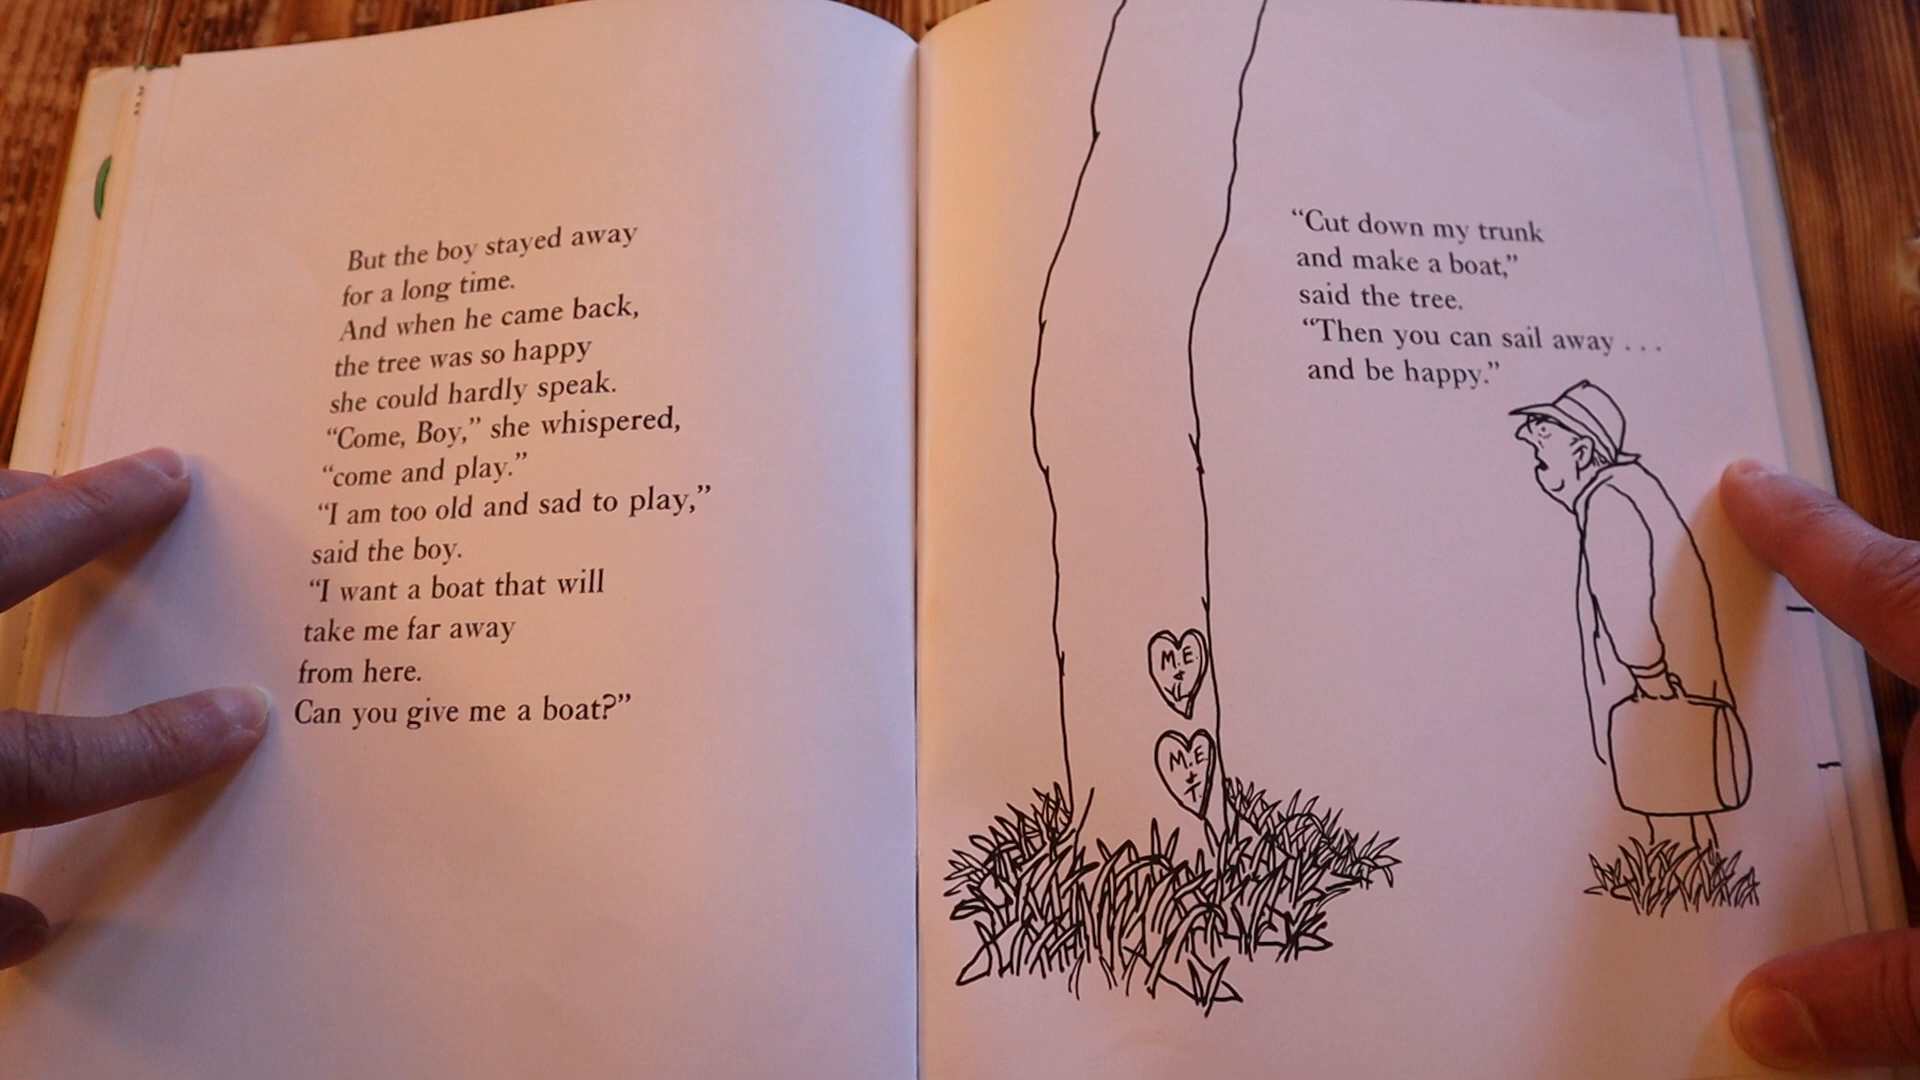 But the boy stayed away
for a long time.
And when he came back,
the tree was so happy
she could hardly speak.
“Come, Boy,” she whispered,
“come and play.”
“I am too old and sad to play,”
said the boy.
“I want a boat that will
take me far away
from here.
Can you give me a boat?”
“Cut down my trunk
and make a boat,”
said the tree.
“Then you can sail away . . .
and be happy.”
M.E.
+
Y.L.
M.E.
+
T.